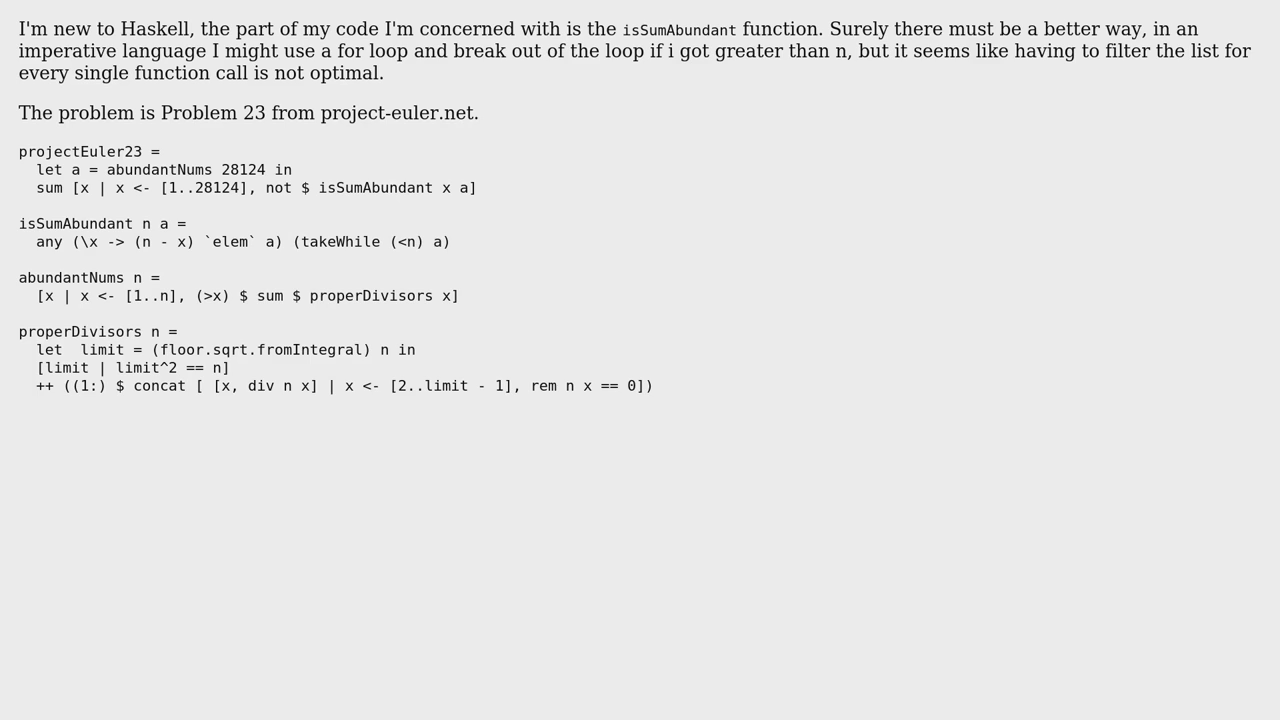 I'm new to Haskell, the part of my code I'm concerned with is the isSumAbundant function. Surely there must be a better way, in an
imperative language I might use a for loop and break out of the loop if i got greater than n, but it seems like having to filter the list for
every single function call is not optimal.
The problem is Problem 23 from project-euler.net.
projectEuler23 =
  let a = abundantNums 28124 in
  sum [x | x <- [1..28124], not $ isSumAbundant x a]
isSumAbundant n a =
  any (\x -> (n - x) `elem` a) (takeWhile (<n) a)
abundantNums n =
  [x | x <- [1..n], (>x) $ sum $ properDivisors x]
properDivisors n =
  let  limit = (floor.sqrt.fromIntegral) n in
  [limit | limit^2 == n]
  ++ ((1:) $ concat [ [x, div n x] | x <- [2..limit - 1], rem n x == 0])